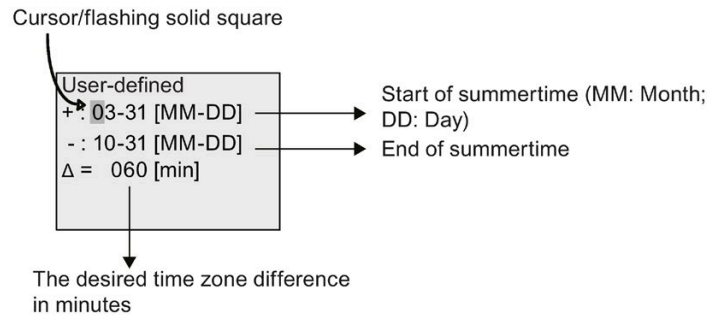 Cursor/flashing solid square
User-defined
+ : 03-31 [MM-DD]
Start of summertime (MM: Month;
DD: Day)
- : 10-31 [MM-DD]
End of summertime
Δ = 060 [min]
The desired time zone difference
in minutes